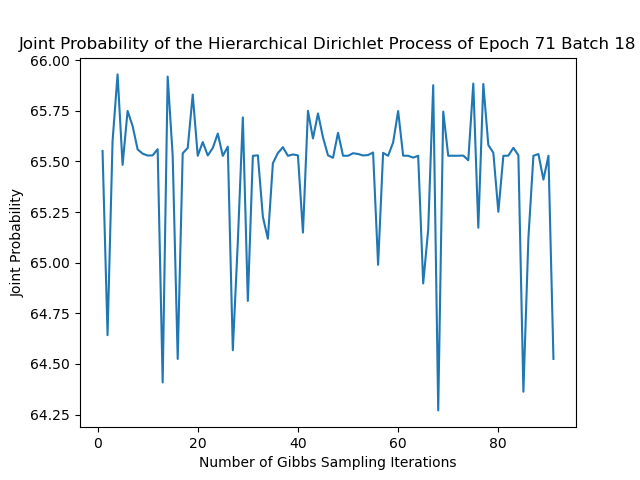 Joint Probability of the Hierarchical Dirichlet Process of Epoch 71 Batch 18
66.00
65.75
65.50
65.25
65.00
64.75
64.50
64.25
Joint Probability
0 20 40 60 80
Number of Gibbs Sampling Iterations